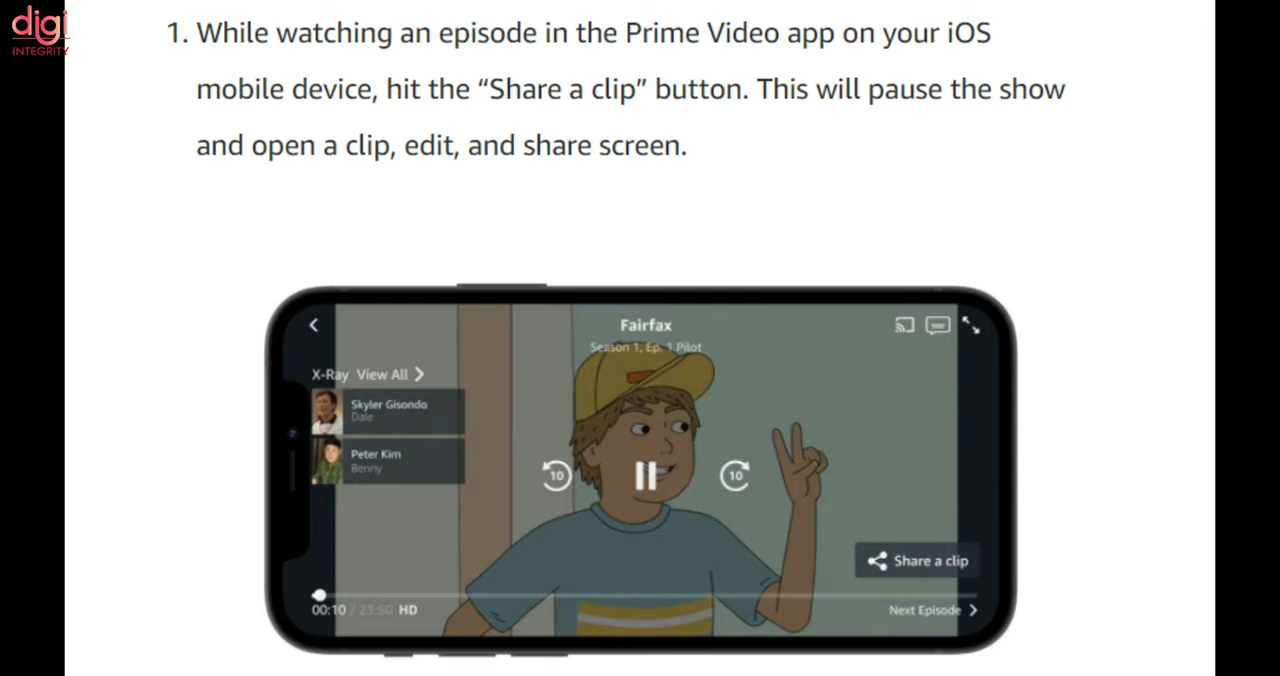 digi
INTEGRITY
1. While watching an episode in the Prime Video app on your iOS
mobile device, hit the “Share a clip” button. This will pause the show
and open a clip, edit, and share screen.
Fairfax
Season 1, Ep. 1 Pilot
X-Ray View All
Skyler Gisondo
Dale
Peter Kim
Benny
10
10
Share a clip
00:10 / 23:50 HD
Next Episode